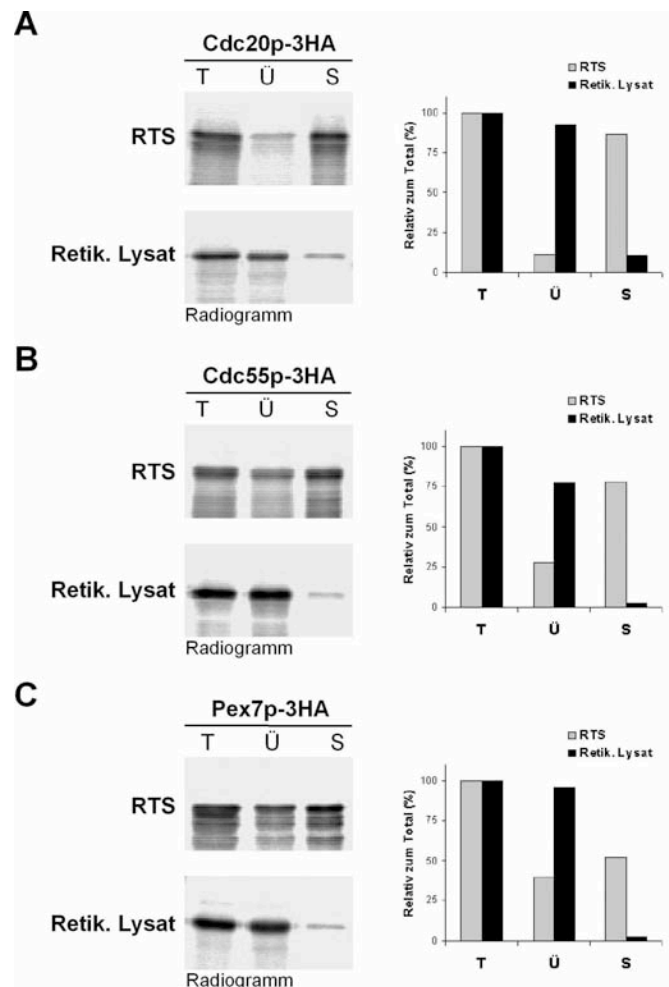 A
Cdc20p-3HA
T Ü S
RTS
Retik. Lysat
Radiogramm
RTS
Retik. Lysat
Relativ zum Total (%)
100
75
50
25
0
T Ü S
B
Cdc55p-3HA
T Ü S
RTS
Retik. Lysat
Radiogramm
RTS
Retik. Lysat
Relativ zum Total (%)
100
75
50
25
0
T Ü S
C
Pex7p-3HA
T Ü S
RTS
Retik. Lysat
Radiogramm
RTS
Retik. Lysat
Relativ zum Total (%)
100
75
50
25
0
T Ü S